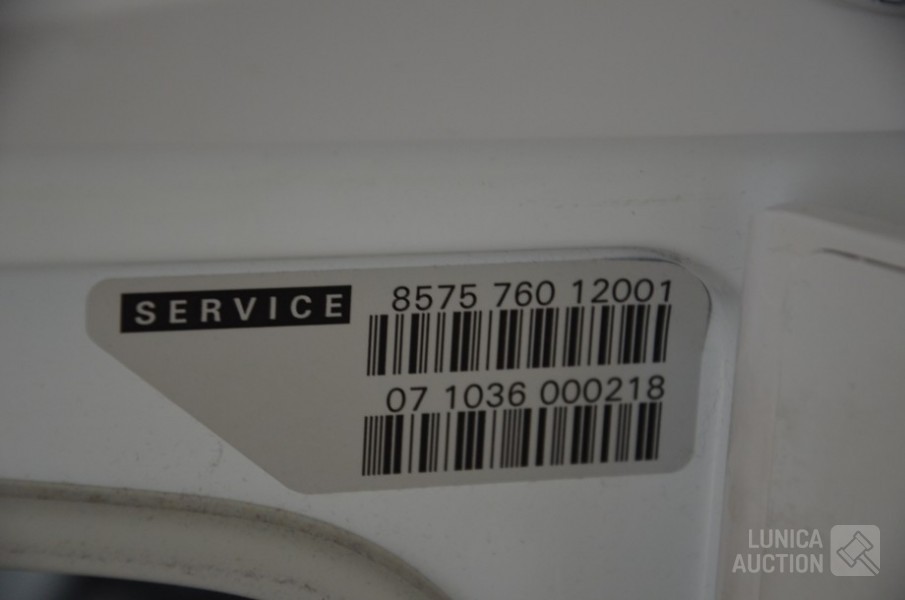 SERVICE
8575 760 12001
07 1036 000218
LUNICA
AUCTION